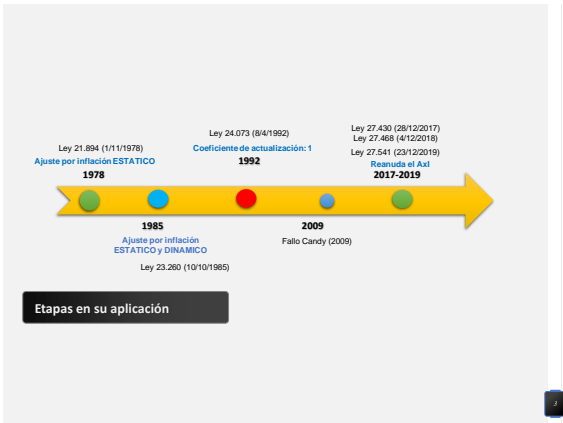 Ley 21.894 (1/11/1978)
Ajuste por inflación ESTATICO
1978
Ley 24.073 (8/4/1992)
Coeficiente de actualización: 1
1992
Ley 27.430 (28/12/2017)
Ley 27.468 (4/12/2018)
Ley 27.541 (23/12/2019)
Reanuda el AxI
2017-2019
1985
Ajuste por inflación
ESTATICO y DINAMICO
Ley 23.260 (10/10/1985)
2009
Fallo Candy (2009)
Etapas en su aplicación
3